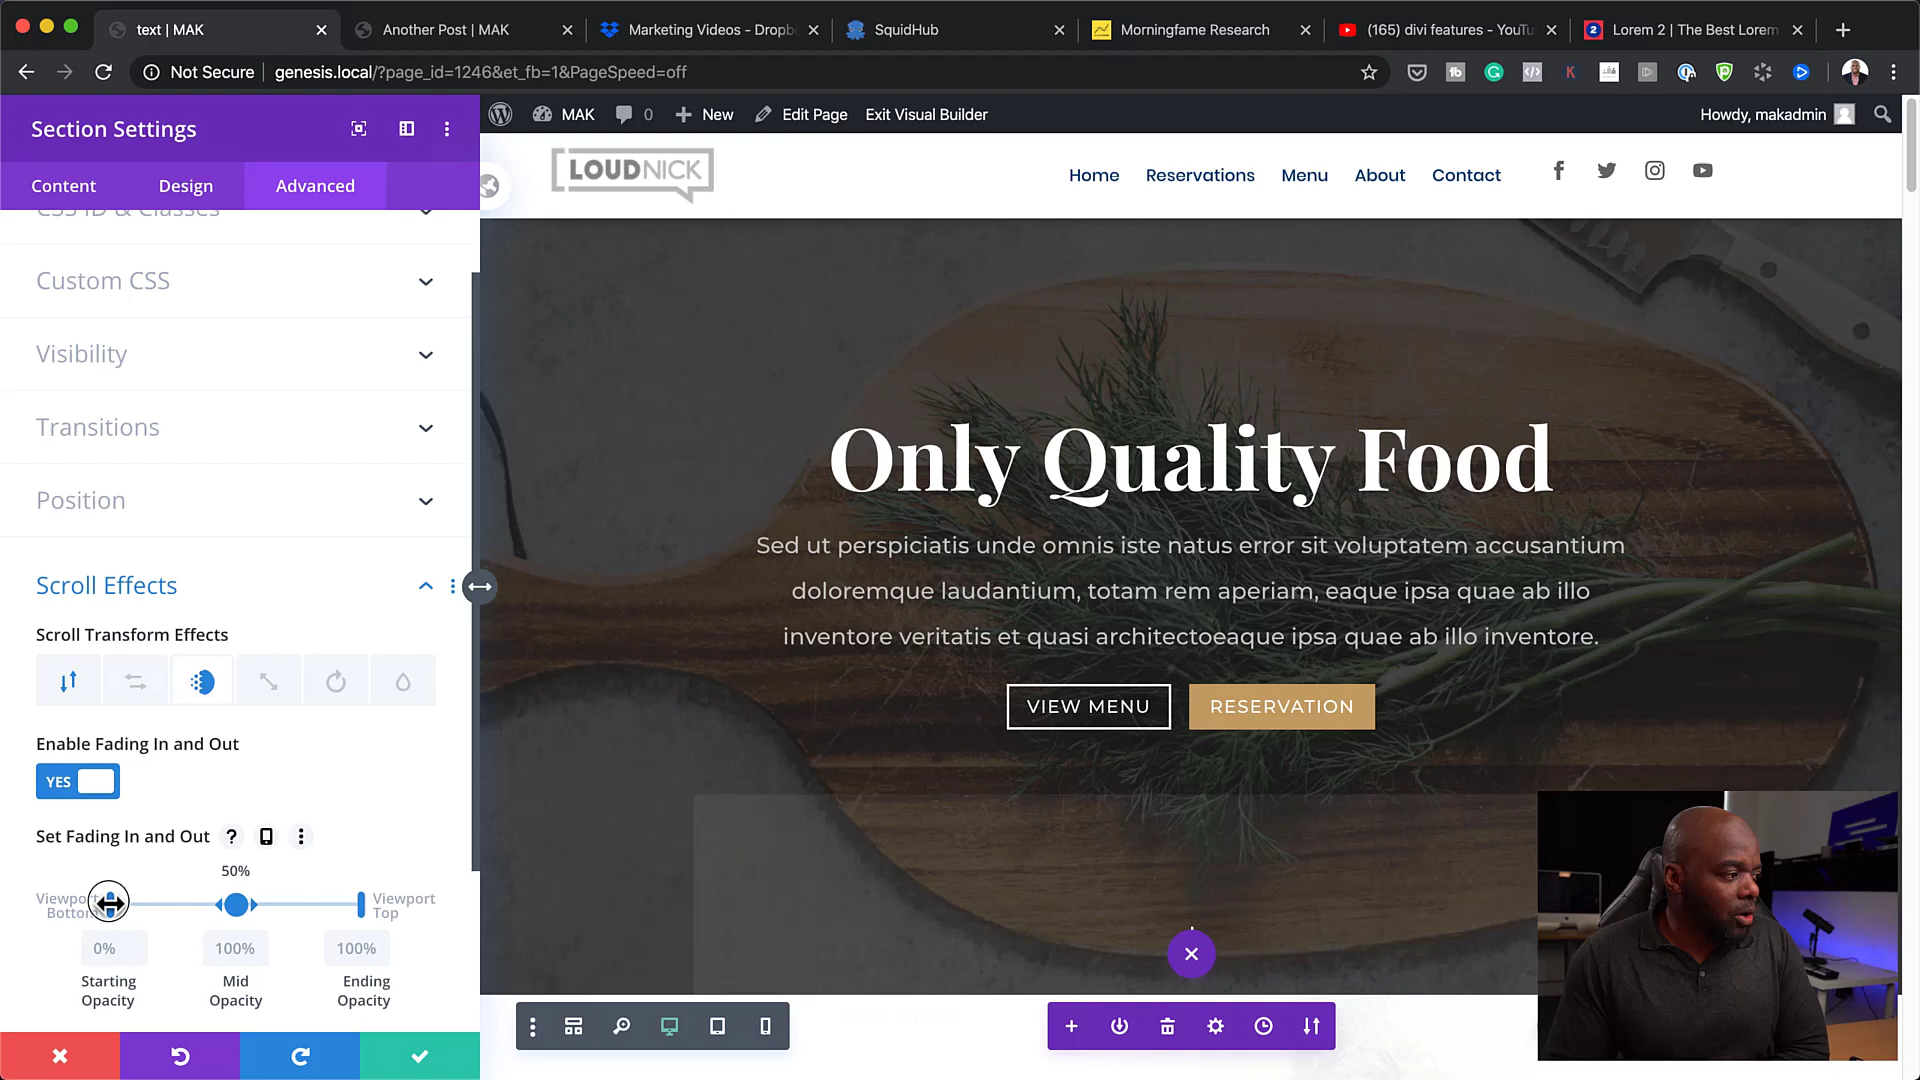 text | MAK
Another Post | MAK
Marketing Videos - Dropb
SquidHub
Morningfame Research
(165) divi features - YouTu
2
Lorem 2 | The Best Lorem
Not Secure
genesis.local/?page_id=1246&et_fb=1&PageSpeed=off
MAK
0
New
Edit Page
Exit Visual Builder
Howdy, makadmin
Section Settings
Content
Design
Advanced
CSS ID & Classes
Custom CSS
Visibility
Transitions
Position
Scroll Effects
Scroll Transform Effects
Enable Fading In and Out
YES
Set Fading In and Out ?
50%
Viewport Bottom
Viewport Top
0%
100%
100%
Starting Opacity
Mid Opacity
Ending Opacity
LOUDNICK
Home
Reservations
Menu
About
Contact
Only Quality Food
Sed ut perspiciatis unde omnis iste natus error sit voluptatem accusantium
doloremque laudantium, totam rem aperiam, eaque ipsa quae ab illo
inventore veritatis et quasi architectoeaque ipsa quae ab illo inventore.
VIEW MENU
RESERVATION